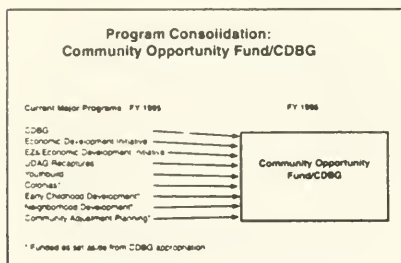 Program Consolidation:
Community Opportunity Fund/CDBG
Current Major Programs FY 1995
FY 1996
CDBG
Economic Development Initiative
EZ& Economic Development Initiative
UDAG Recaptures
Youthbuild
Colonias*
Early Childhood Development*
Neighborhood Development*
Community Adjustment Planning*
Community Opportunity
Fund/CDBG
* Funded as set aside from CDBG appropriation